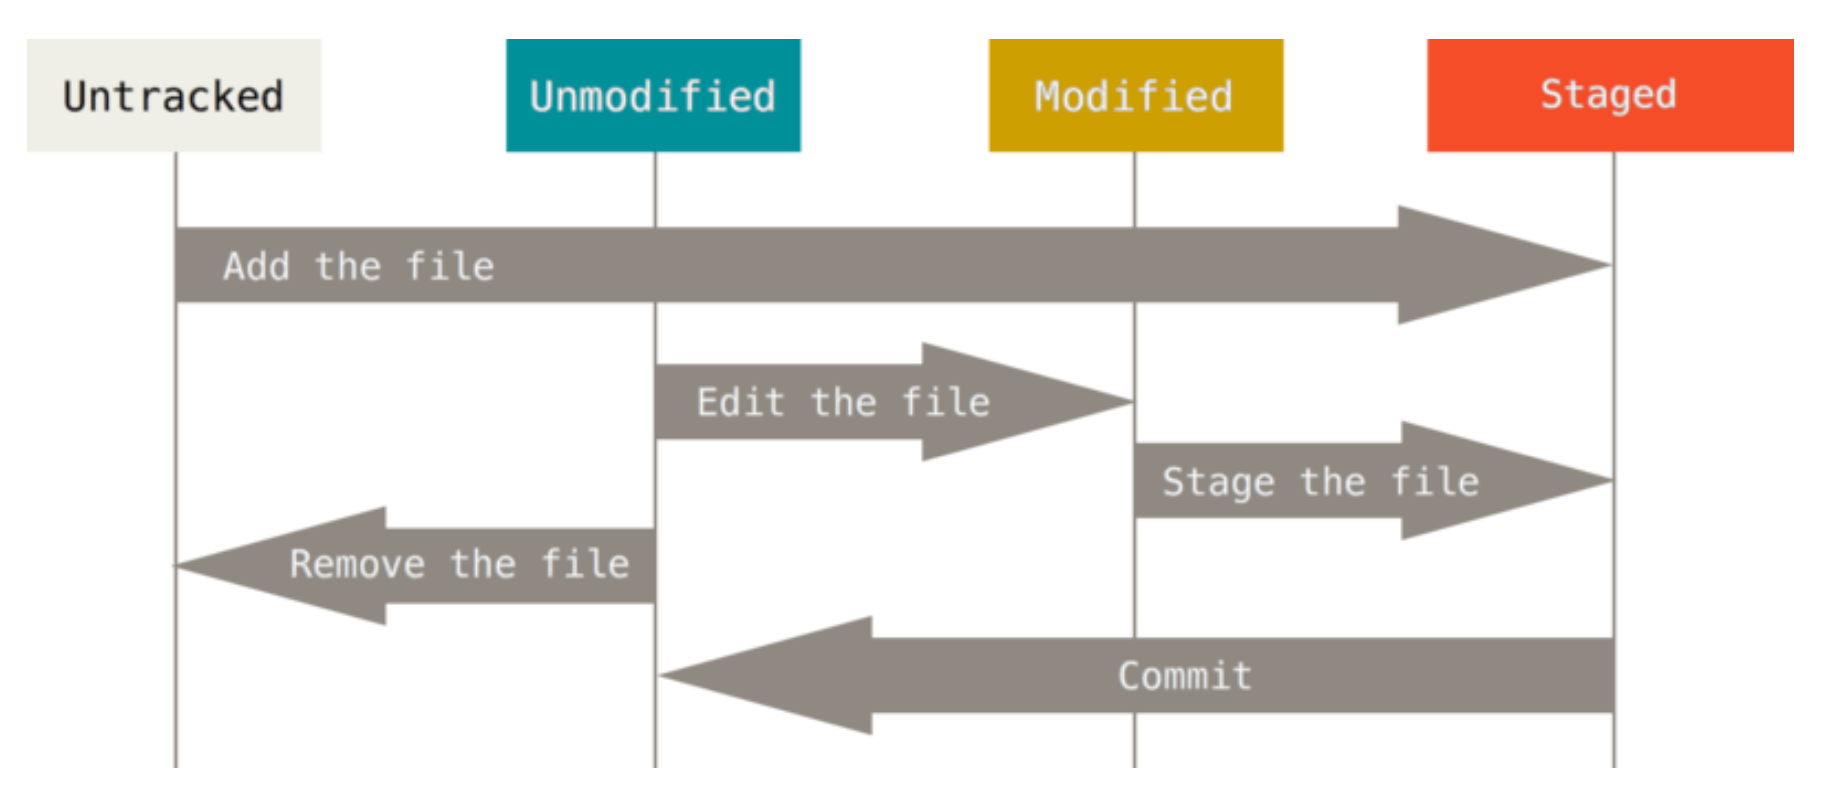 Untracked
Unmodified
Modified
Staged
Add the file
Edit the file
Stage the file
Remove the file
Commit